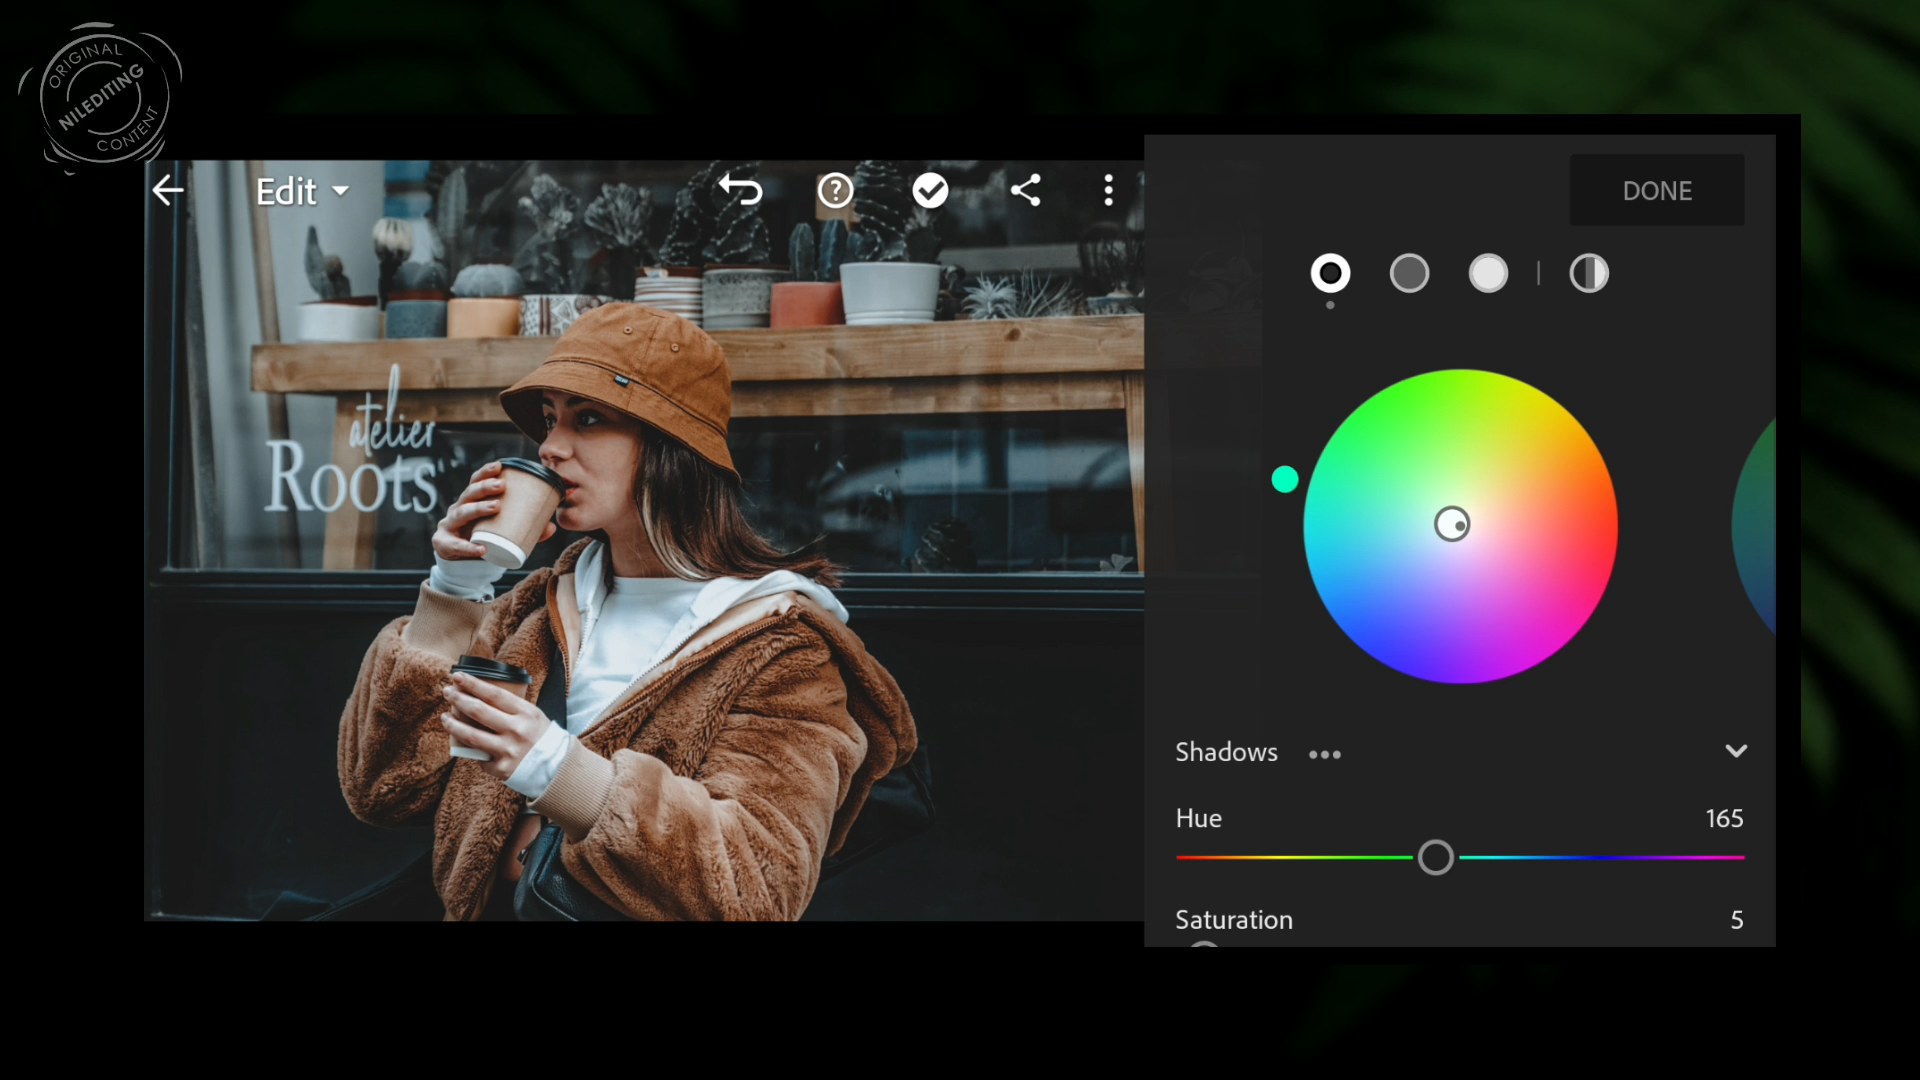 ORIGINAL
NILEDITING
CONTENT
Edit
DONE
atelier
Roots
Shadows
Hue 165
Saturation 5